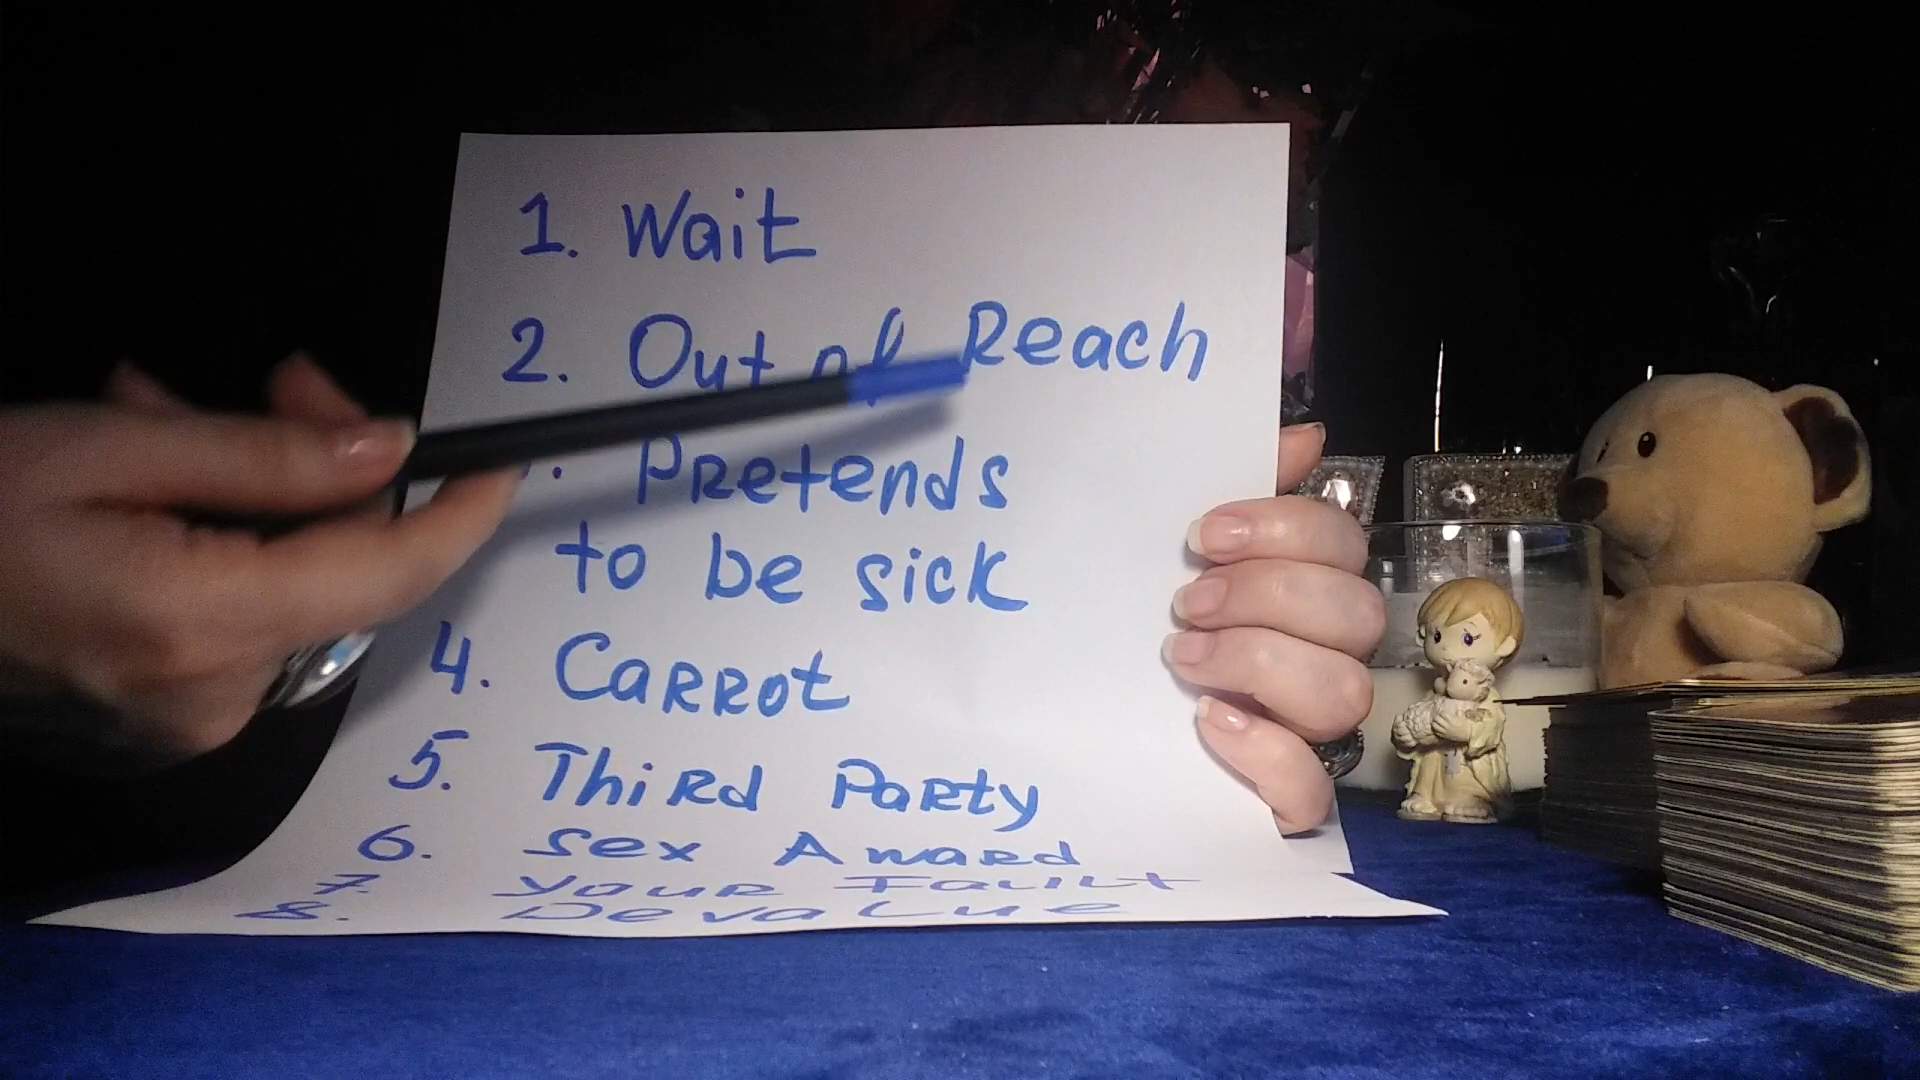 1. Wait
2. Out of Reach
. Pretends
to be sick
4. Carrot
5. Third Party
6. Sex Award
7. Your Fault
8. Devalue